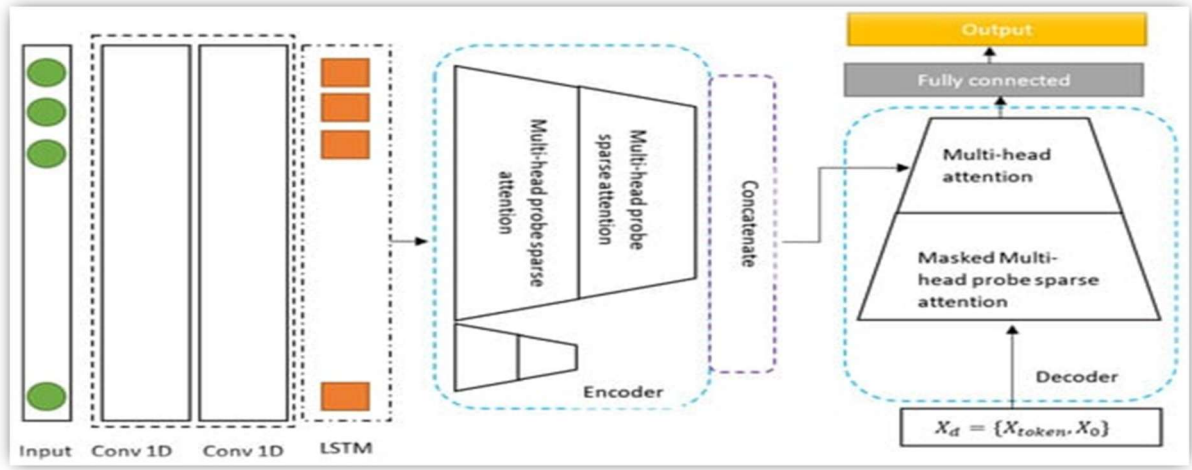 Input
Conv 1D
Conv 1D
LSTM
Multi-head probe sparse
attention
Multi-head probe
sparse attention
Encoder
Concatenate
Output
Fully connected
Multi-head
attention
Masked Multi-
head probe sparse
attention
Decoder
X_d = {X_token, X_0}